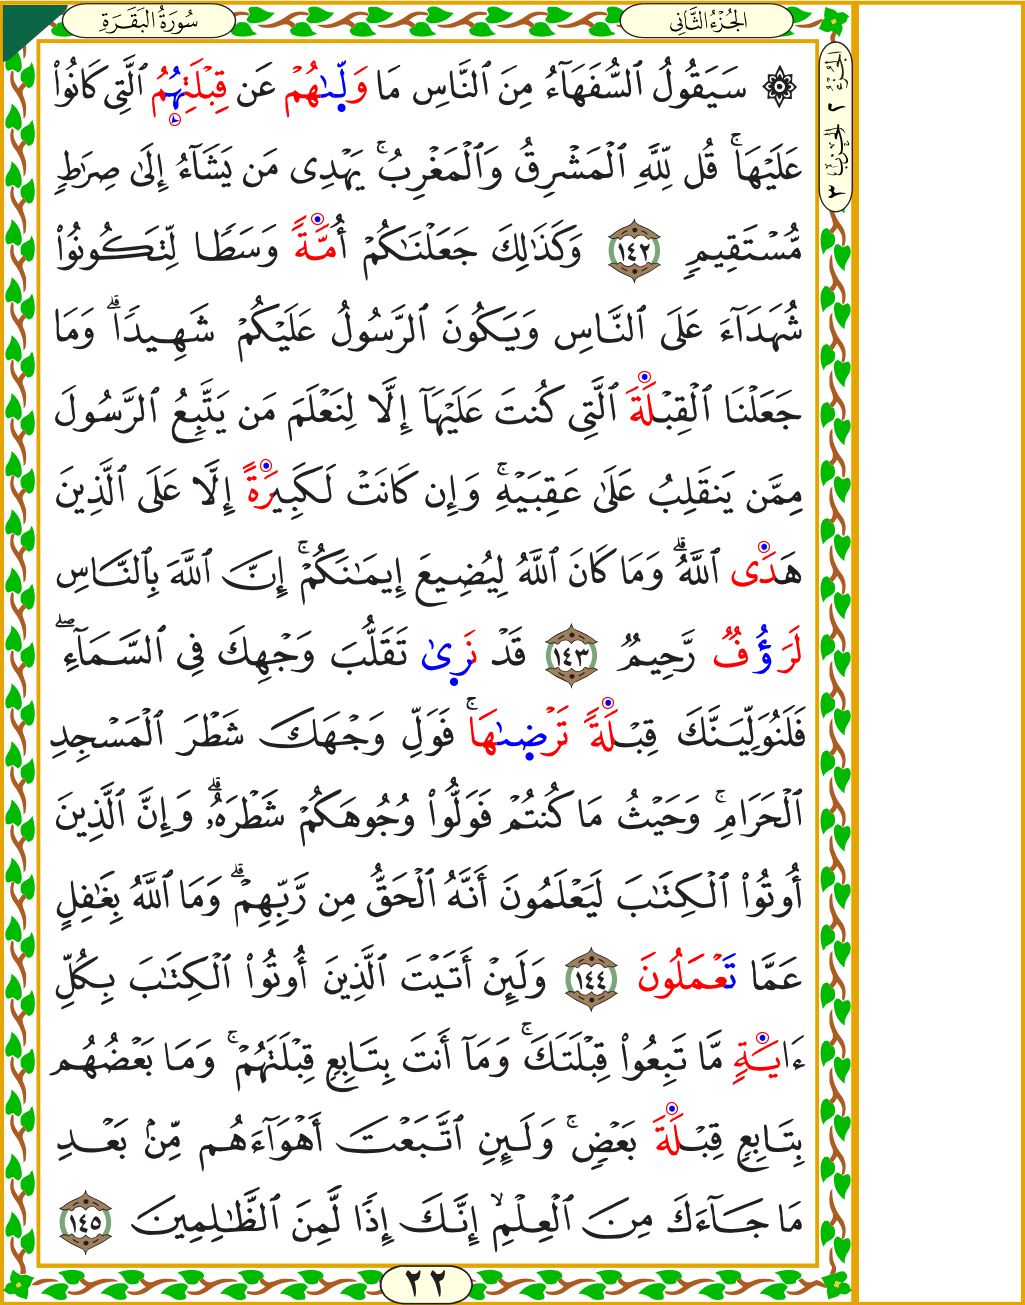 سُورَةُ البَقَرَةِ
الجُزْءُ الثَّانِي
الجُزْءُ ٢ الحِزْبُ ٣
۞ سَيَقُولُ ٱلسُّفَهَآءُ مِنَ ٱلنَّاسِ مَا وَلَّىٰهُمۡ عَن قِبۡلَتِهِمُ ٱلَّتِي كَانُواْ
عَلَيۡهَاۚ قُل لِّلَّهِ ٱلۡمَشۡرِقُ وَٱلۡمَغۡرِبُۚ يَهۡدِي مَن يَشَآءُ إِلَىٰ صِرَٰطٖ
مُّسۡتَقِيمٖ ١٤٢ وَكَذَٰلِكَ جَعَلۡنَٰكُمۡ أُمَّةٗ وَسَطٗا لِّتَكُونُواْ
شُهَدَآءَ عَلَى ٱلنَّاسِ وَيَكُونَ ٱلرَّسُولُ عَلَيۡكُمۡ شَهِيدٗاۗ وَمَا
جَعَلۡنَا ٱلۡقِبۡلَةَ ٱلَّتِي كُنتَ عَلَيۡهَآ إِلَّا لِنَعۡلَمَ مَن يَتَّبِعُ ٱلرَّسُولَ
مِمَّن يَنقَلِبُ عَلَىٰ عَقِبَيۡهِۚ وَإِن كَانَتۡ لَكَبِيرَةً إِلَّا عَلَى ٱلَّذِينَ
هَدَى ٱللَّهُۗ وَمَا كَانَ ٱللَّهُ لِيُضِيعَ إِيمَٰنَكُمۡۚ إِنَّ ٱللَّهَ بِٱلنَّاسِ
لَرَؤُفٞ رَّحِيمٞ ١٤٣ قَدۡ نَرَىٰ تَقَلُّبَ وَجۡهِكَ فِي ٱلسَّمَآءِۖ
فَلَنُوَلِّيَنَّكَ قِبۡلَةٗ تَرۡضَىٰهَاۚ فَوَلِّ وَجۡهَكَ شَطۡرَ ٱلۡمَسۡجِدِ
ٱلۡحَرَامِۚ وَحَيۡثُ مَا كُنتُمۡ فَوَلُّواْ وُجُوهَكُمۡ شَطۡرَهُۥۗ وَإِنَّ ٱلَّذِينَ
أُوتُواْ ٱلۡكِتَٰبَ لَيَعۡلَمُونَ أَنَّهُ ٱلۡحَقُّ مِن رَّبِّهِمۡۗ وَمَا ٱللَّهُ بِغَٰفِلٍ
عَمَّا تَعۡمَلُونَ ١٤٤ وَلَئِنۡ أَتَيۡتَ ٱلَّذِينَ أُوتُواْ ٱلۡكِتَٰبَ بِكُلِّ
ءَايَةٖ مَّا تَبِعُواْ قِبۡلَتَكَۚ وَمَآ أَنتَ بِتَابِعٖ قِبۡلَتَهُمۡۚ وَمَا بَعۡضُهُم
بِتَابِعٖ قِبۡلَةَ بَعۡضٖۚ وَلَئِنِ ٱتَّبَعۡتَ أَهۡوَآءَهُم مِّنۢ بَعۡدِ
مَا جَآءَكَ مِنَ ٱلۡعِلۡمِۙ إِنَّكَ إِذٗا لَّمِنَ ٱلظَّٰلِمِينَ ١٤٥
٢٢